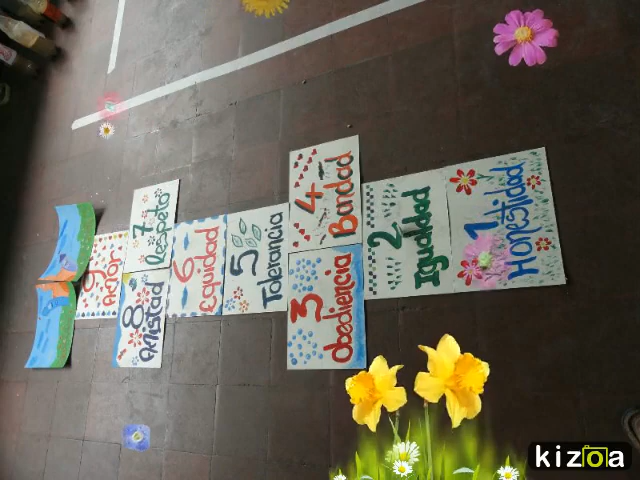 1
Honestidad
2
Igualdad
3
Obediencia
4
Bondad
5
Tolerancia
6
Equidad
7
Respeto
8
Amistad
9
Amor
kizoa